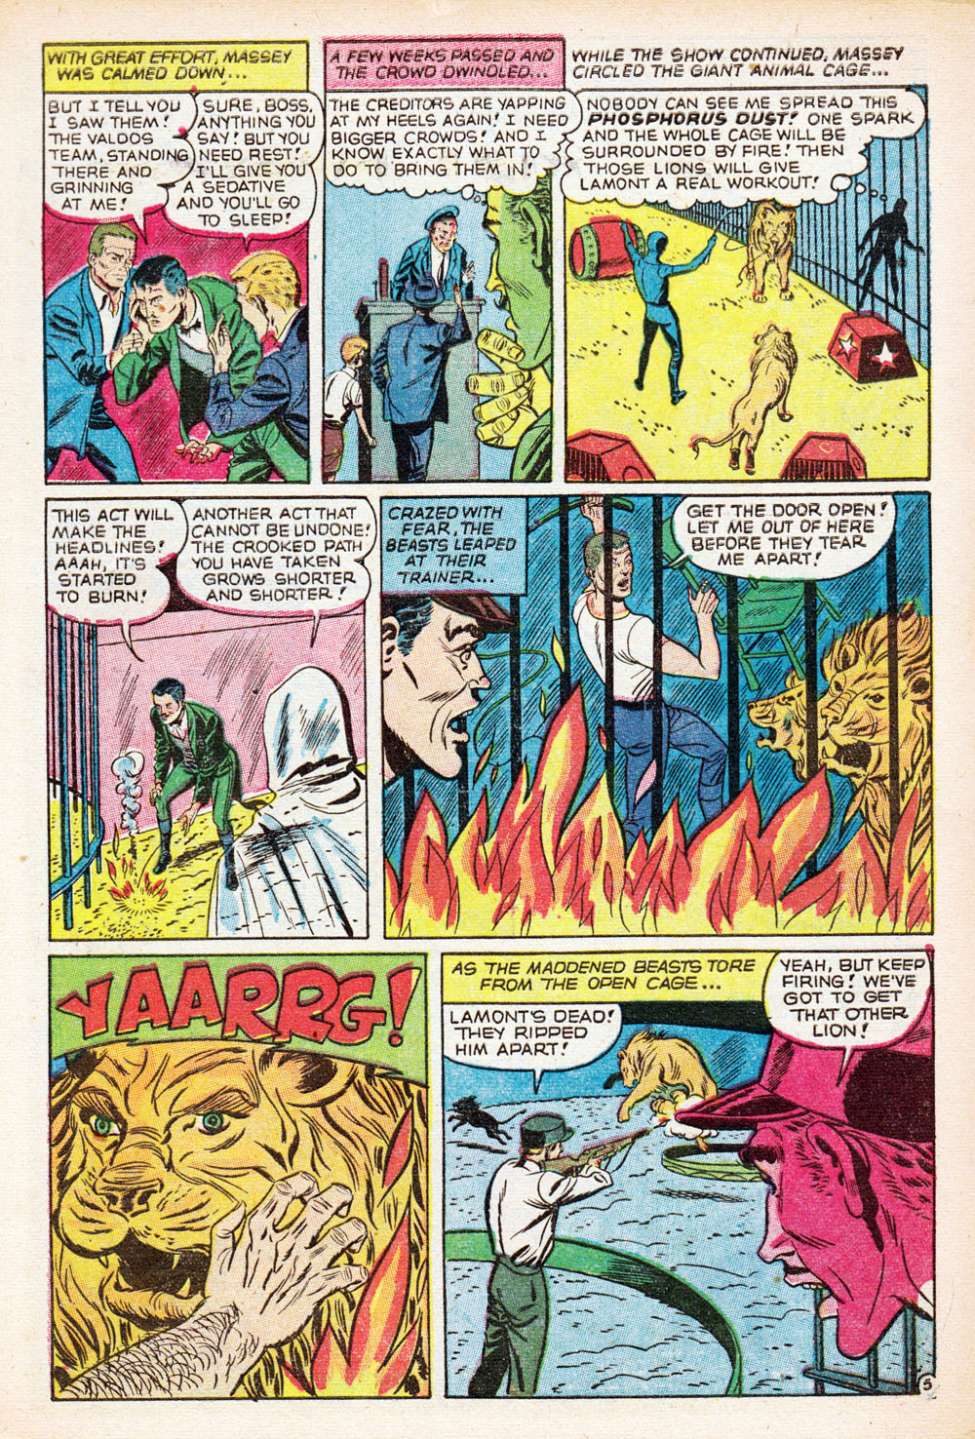 WITH GREAT EFFORT, MASSEY
WAS CALMED DOWN...
BUT I TELL YOU
I SAW THEM!
THE VALDOS
TEAM, STANDING
THERE AND
GRINNING
AT ME!
SURE, BOSS,
ANYTHING YOU
SAY! BUT YOU
NEED REST!
I'LL GIVE YOU
A SEDATIVE
AND YOU'LL GO
TO SLEEP!
A FEW WEEKS PASSED AND
THE CROWD DWINDLED...
THE CREDITORS ARE YAPPING
AT MY HEELS AGAIN! I NEED
BIGGER CROWDS! AND I
KNOW EXACTLY WHAT TO
DO TO BRING THEM IN!
WHILE THE SHOW CONTINUED, MASSEY
CIRCLED THE GIANT ANIMAL CAGE...
NOBODY CAN SEE ME SPREAD THIS
PHOSPHORUS DUST! ONE SPARK
AND THE WHOLE CAGE WILL BE
SURROUNDED BY FIRE! THEN
THOSE LIONS WILL GIVE
LAMONT A REAL WORKOUT!
THIS ACT WILL
MAKE THE
HEADLINES!
AAAH, IT'S
STARTED
TO BURN!
ANOTHER ACT THAT
CANNOT BE UNDONE!
THE CROOKED PATH
YOU HAVE TAKEN
GROWS SHORTER
AND SHORTER!
CRAZED WITH
FEAR, THE
BEASTS LEAPED
AT THEIR
TRAINER...
GET THE DOOR OPEN!
LET ME OUT OF HERE
BEFORE THEY TEAR
ME APART!
YAARRG!
AS THE MADDENED BEASTS TORE
FROM THE OPEN CAGE...
LAMONT'S DEAD!
THEY RIPPED
HIM APART!
YEAH, BUT KEEP
FIRING! WE'VE
GOT TO GET
THAT OTHER
LION!
5